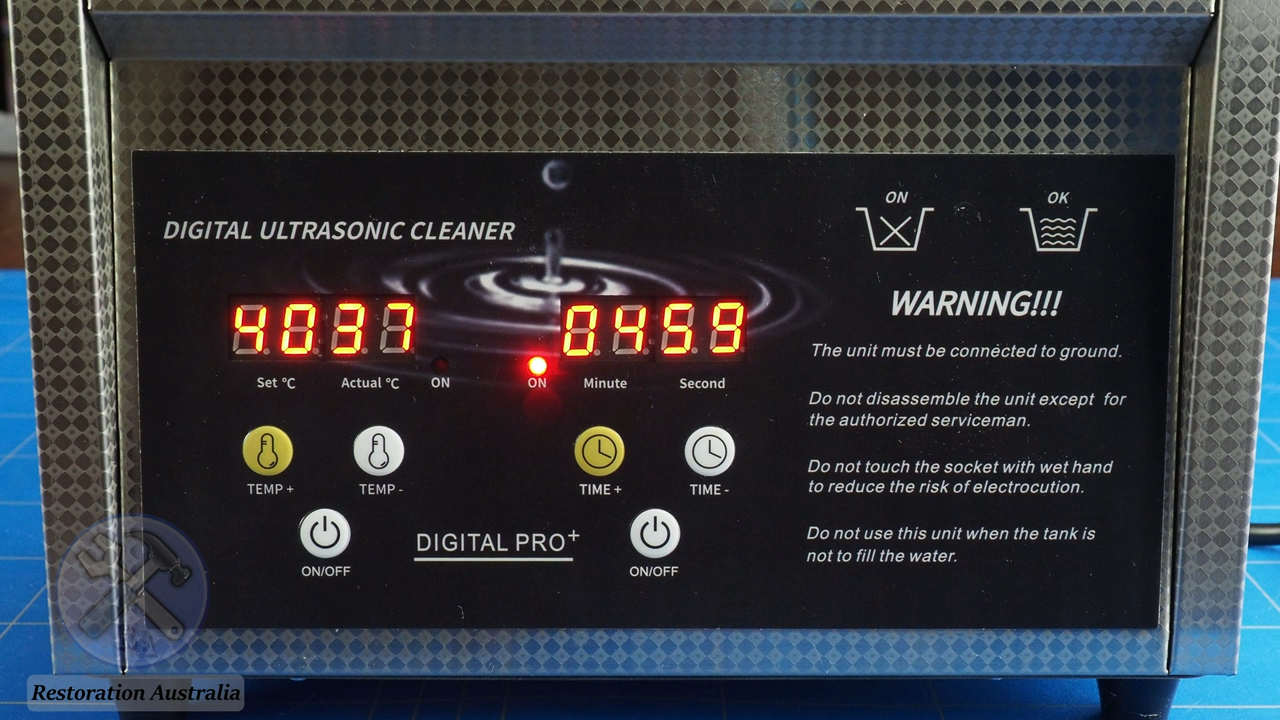 DIGITAL ULTRASONIC CLEANER
4037
0459
Set °C
Actual °C
ON
ON
Minute
Second
TEMP +
TEMP -
TIME +
TIME -
ON/OFF
DIGITAL PRO+
ON/OFF
ON
OK
WARNING!!!
The unit must be connected to ground.
Do not disassemble the unit except for
the authorized serviceman.
Do not touch the socket with wet hand
to reduce the risk of electrocution.
Do not use this unit when the tank is
not to fill the water.
Restoration Australia